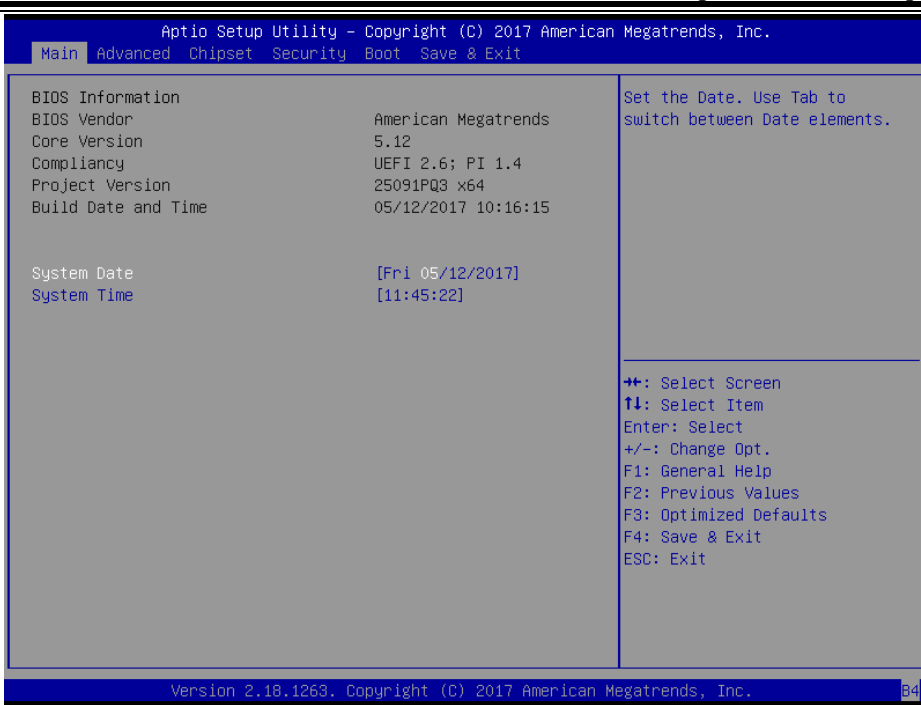 Aptio Setup Utility – Copyright (C) 2017 American Megatrends, Inc.
Main Advanced Chipset Security Boot Save & Exit
BIOS Information
BIOS Vendor American Megatrends
Core Version 5.12
Compliancy UEFI 2.6; PI 1.4
Project Version 25091PQ3 x64
Build Date and Time 05/12/2017 10:16:15
System Date [Fri 05/12/2017]
System Time [11:45:22]
Set the Date. Use Tab to
switch between Date elements.
→←: Select Screen
↑↓: Select Item
Enter: Select
+/-: Change Opt.
F1: General Help
F2: Previous Values
F3: Optimized Defaults
F4: Save & Exit
ESC: Exit
Version 2.18.1263. Copyright (C) 2017 American Megatrends, Inc.
B4